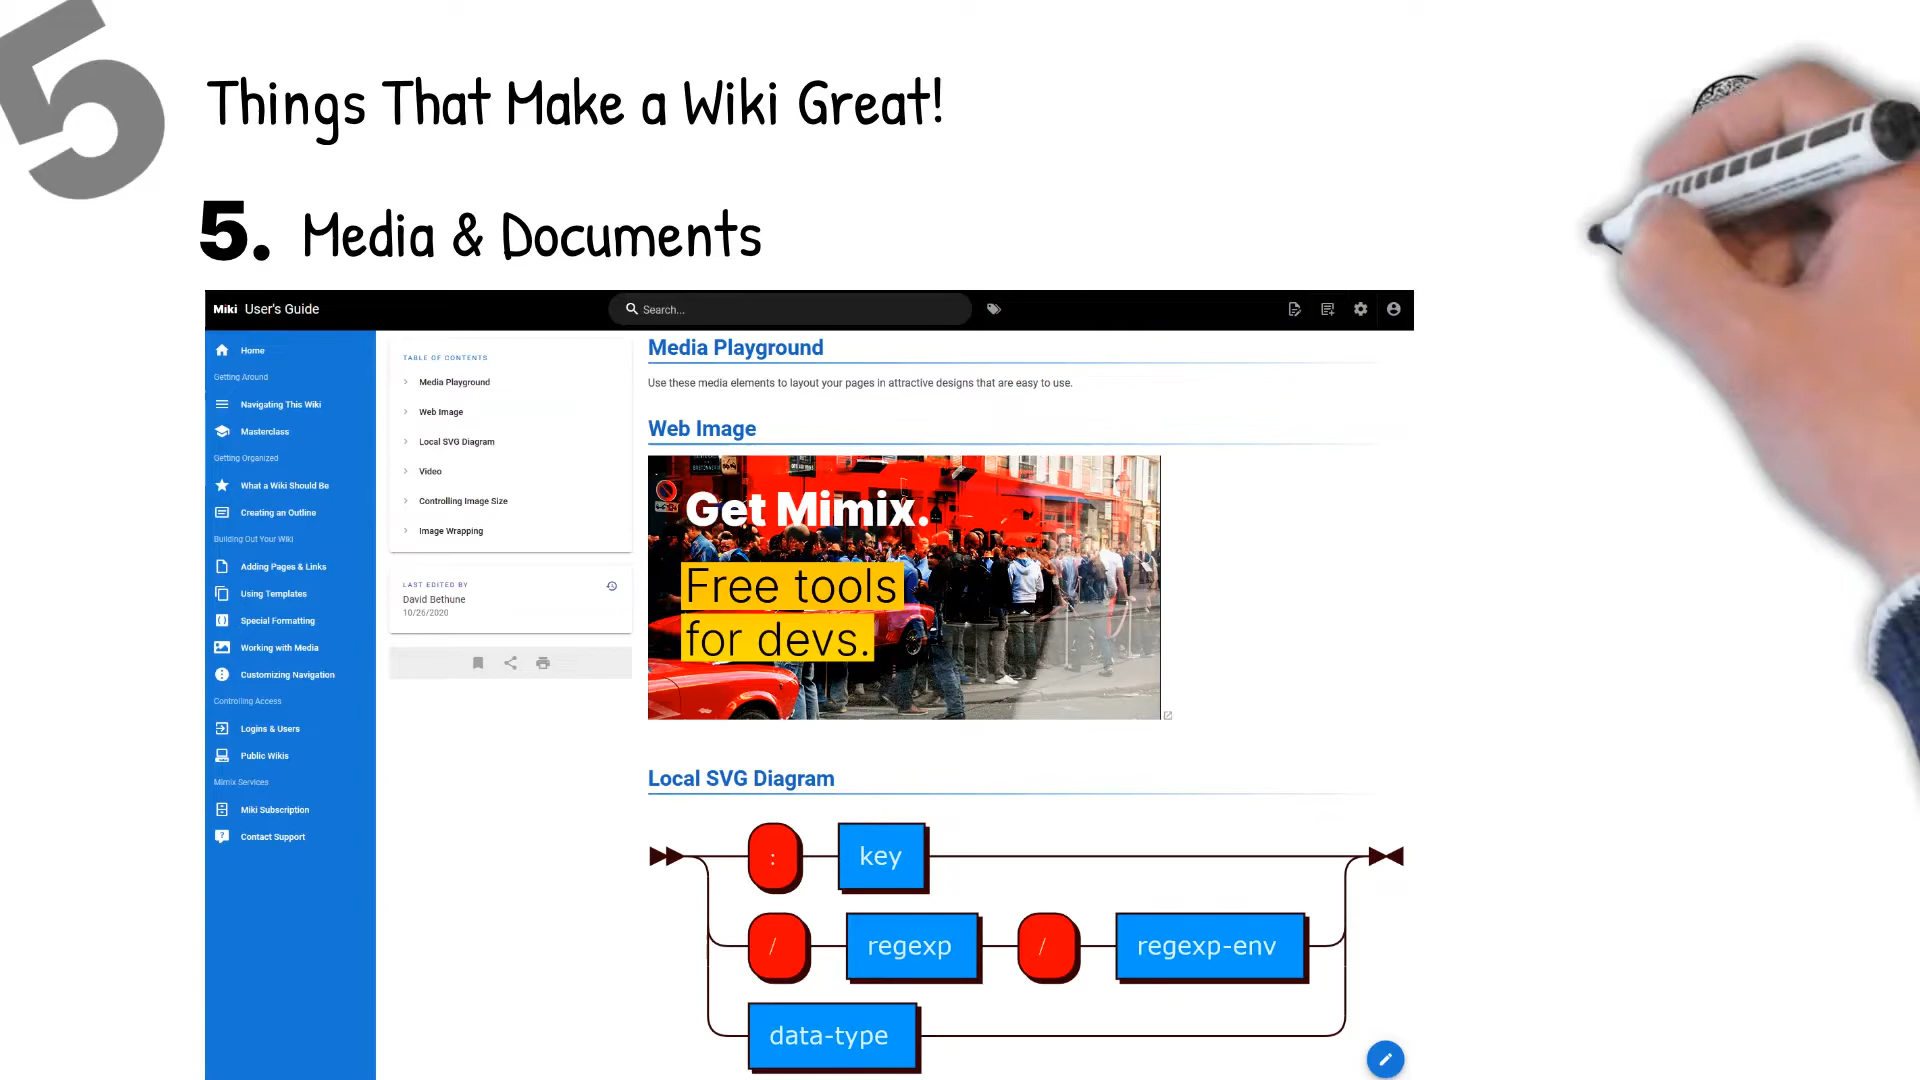 5
Things That Make a Wiki Great!
5. Media & Documents
Miki User's Guide
Search...
Home
Getting Around
Navigating This Wiki
Masterclass
Getting Organized
What a Wiki Should Be
Creating an Outline
Building Out Your Wiki
Adding Pages & Links
Using Templates
Special Formatting
Working with Media
Customizing Navigation
Controlling Access
Logins & Users
Public Wikis
Mimix Services
Miki Subscription
Contact Support
TABLE OF CONTENTS
Media Playground
Web Image
Local SVG Diagram
Video
Controlling Image Size
Image Wrapping
LAST EDITED BY
David Bethune
10/26/2020
Media Playground
Use these media elements to layout your pages in attractive designs that are easy to use.
Web Image
Get Mimix.
Free tools
for devs.
Local SVG Diagram
: key
/ regexp / regexp-env
data-type